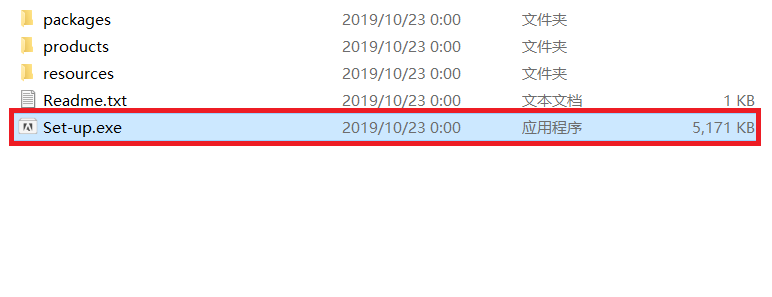 packages 2019/10/23 0:00 文件夹
products 2019/10/23 0:00 文件夹
resources 2019/10/23 0:00 文件夹
Readme.txt 2019/10/23 0:00 文本文档 1 KB
Set-up.exe 2019/10/23 0:00 应用程序 5,171 KB